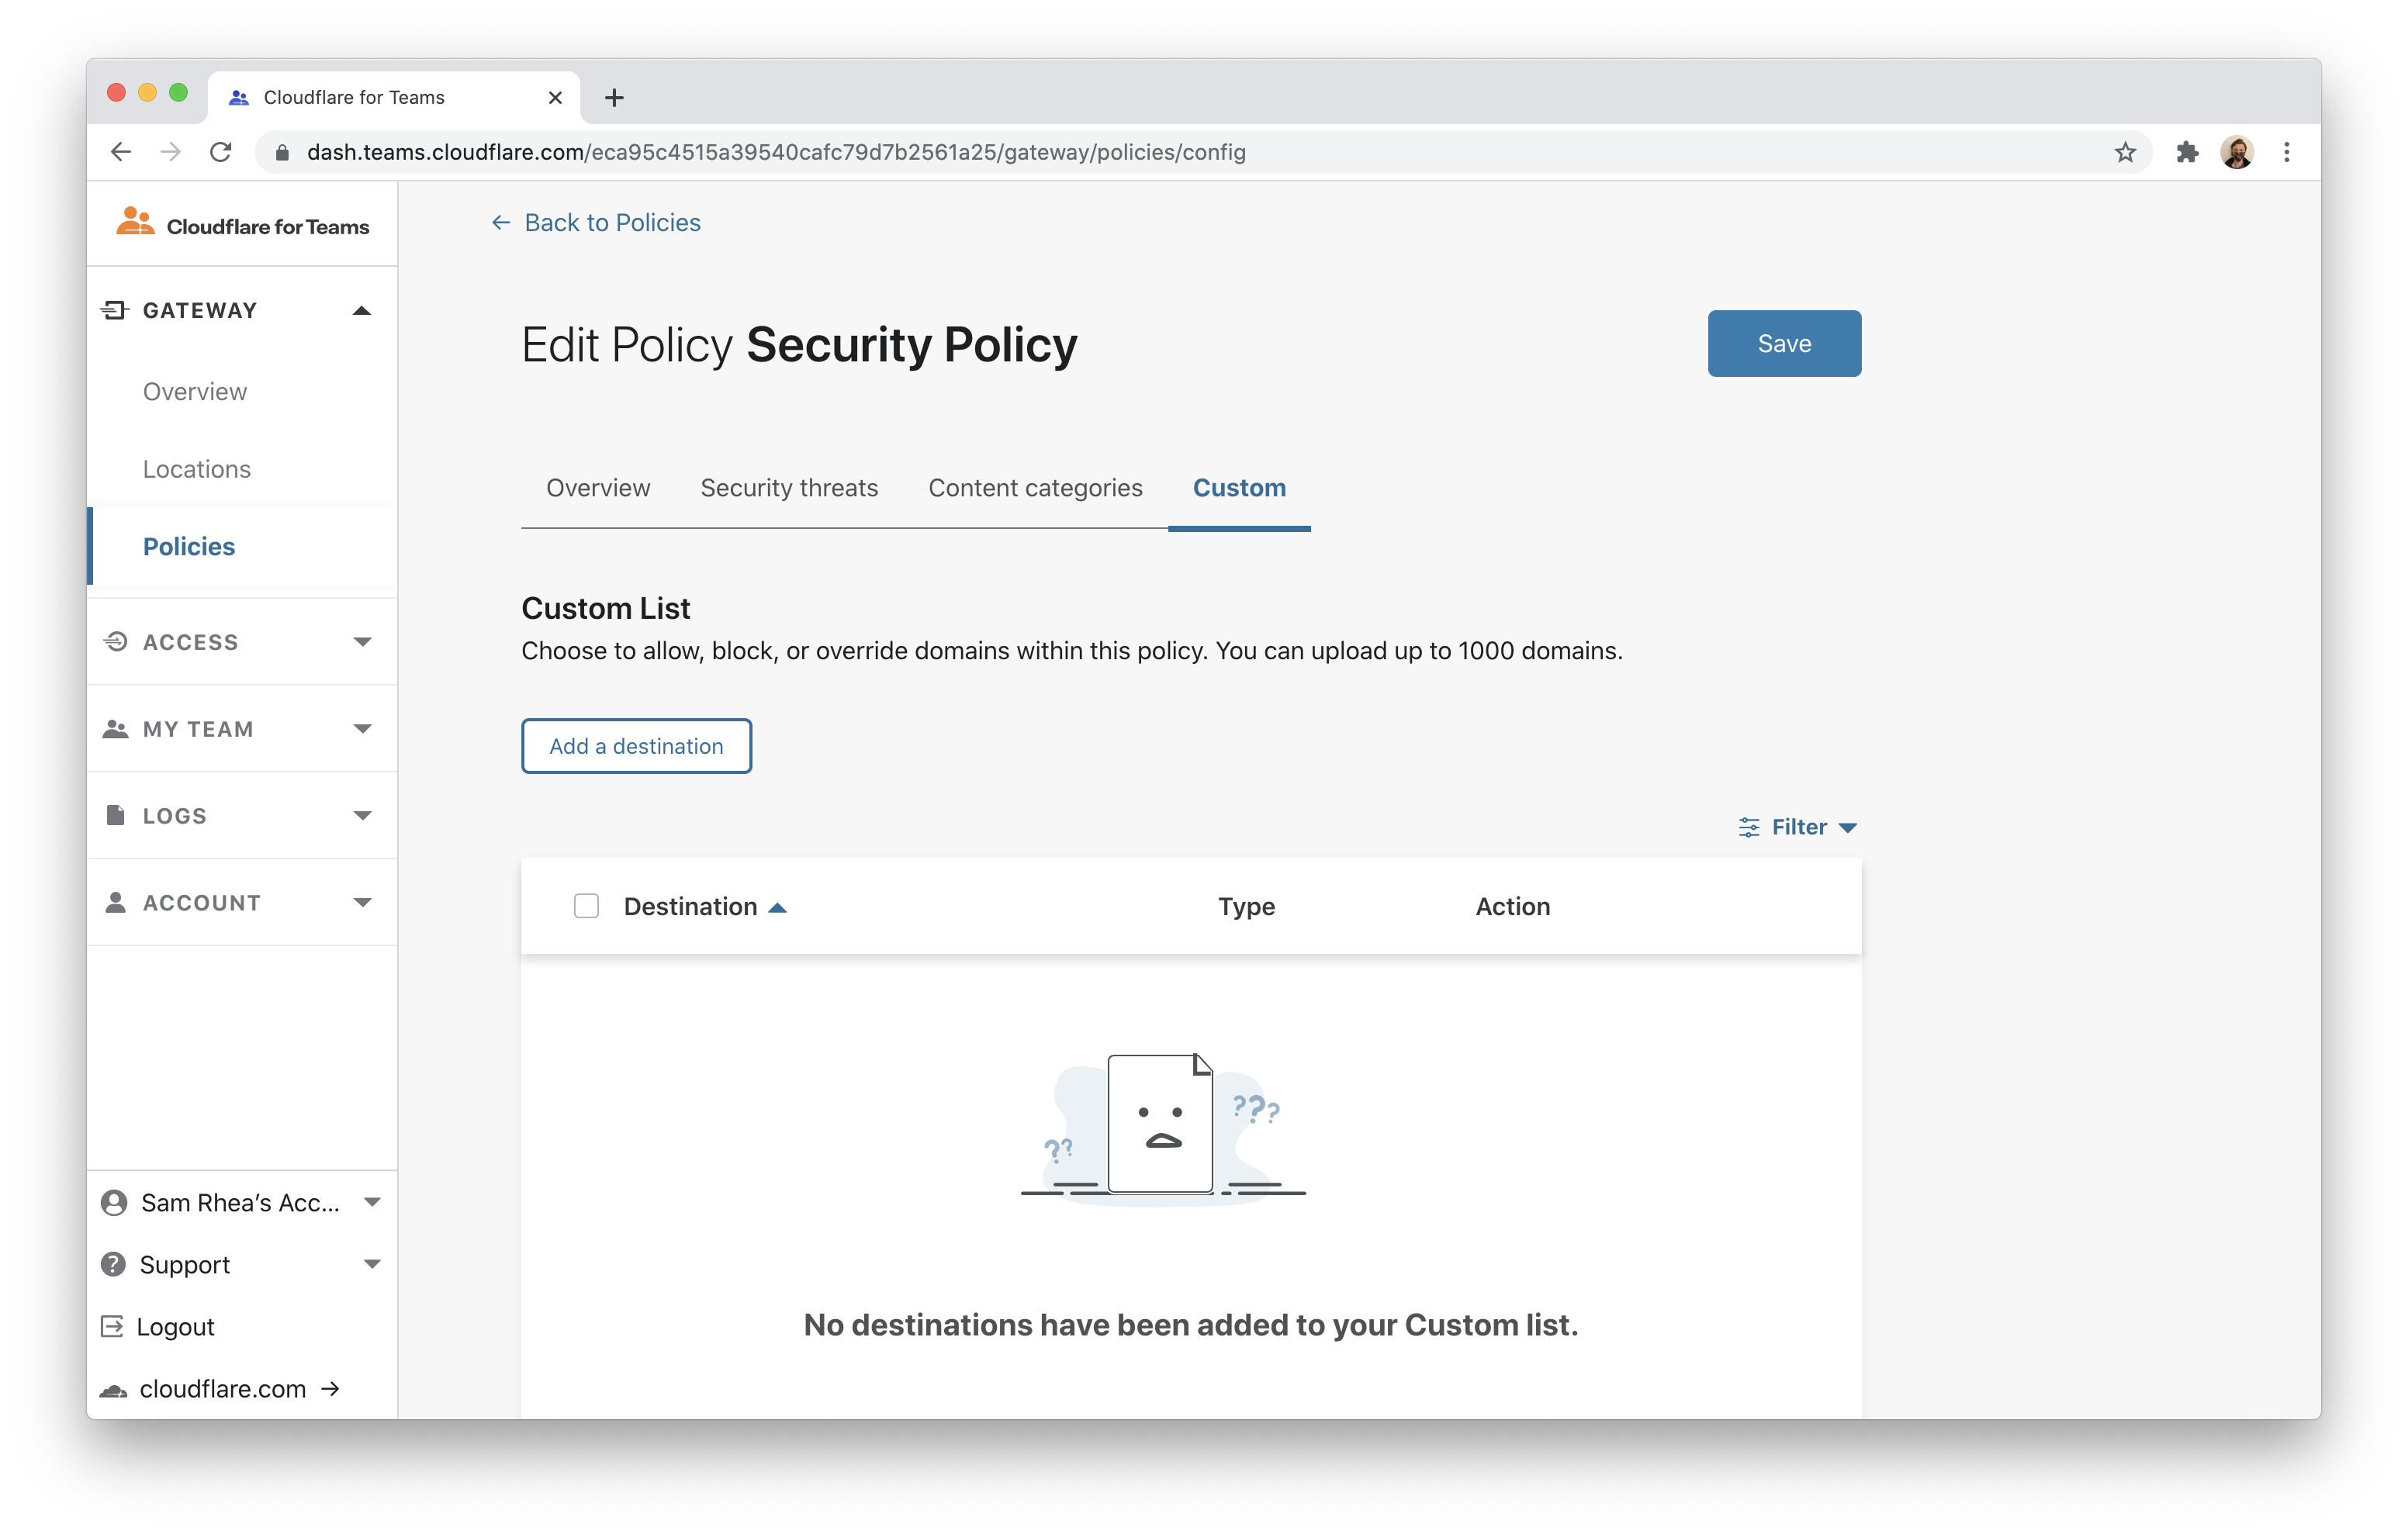 Cloudflare for Teams
dash.teams.cloudflare.com/eca95c4515a39540cafc79d7b2561a25/gateway/policies/config
Cloudflare for Teams
GATEWAY
Overview
Locations
Policies
ACCESS
MY TEAM
LOGS
ACCOUNT
Sam Rhea’s Acc...
Support
Logout
cloudflare.com →
← Back to Policies
Edit Policy Security Policy
Save
Overview Security threats Content categories Custom
Custom List
Choose to allow, block, or override domains within this policy. You can upload up to 1000 domains.
Add a destination
Filter
Destination Type Action
???
??
No destinations have been added to your Custom list.